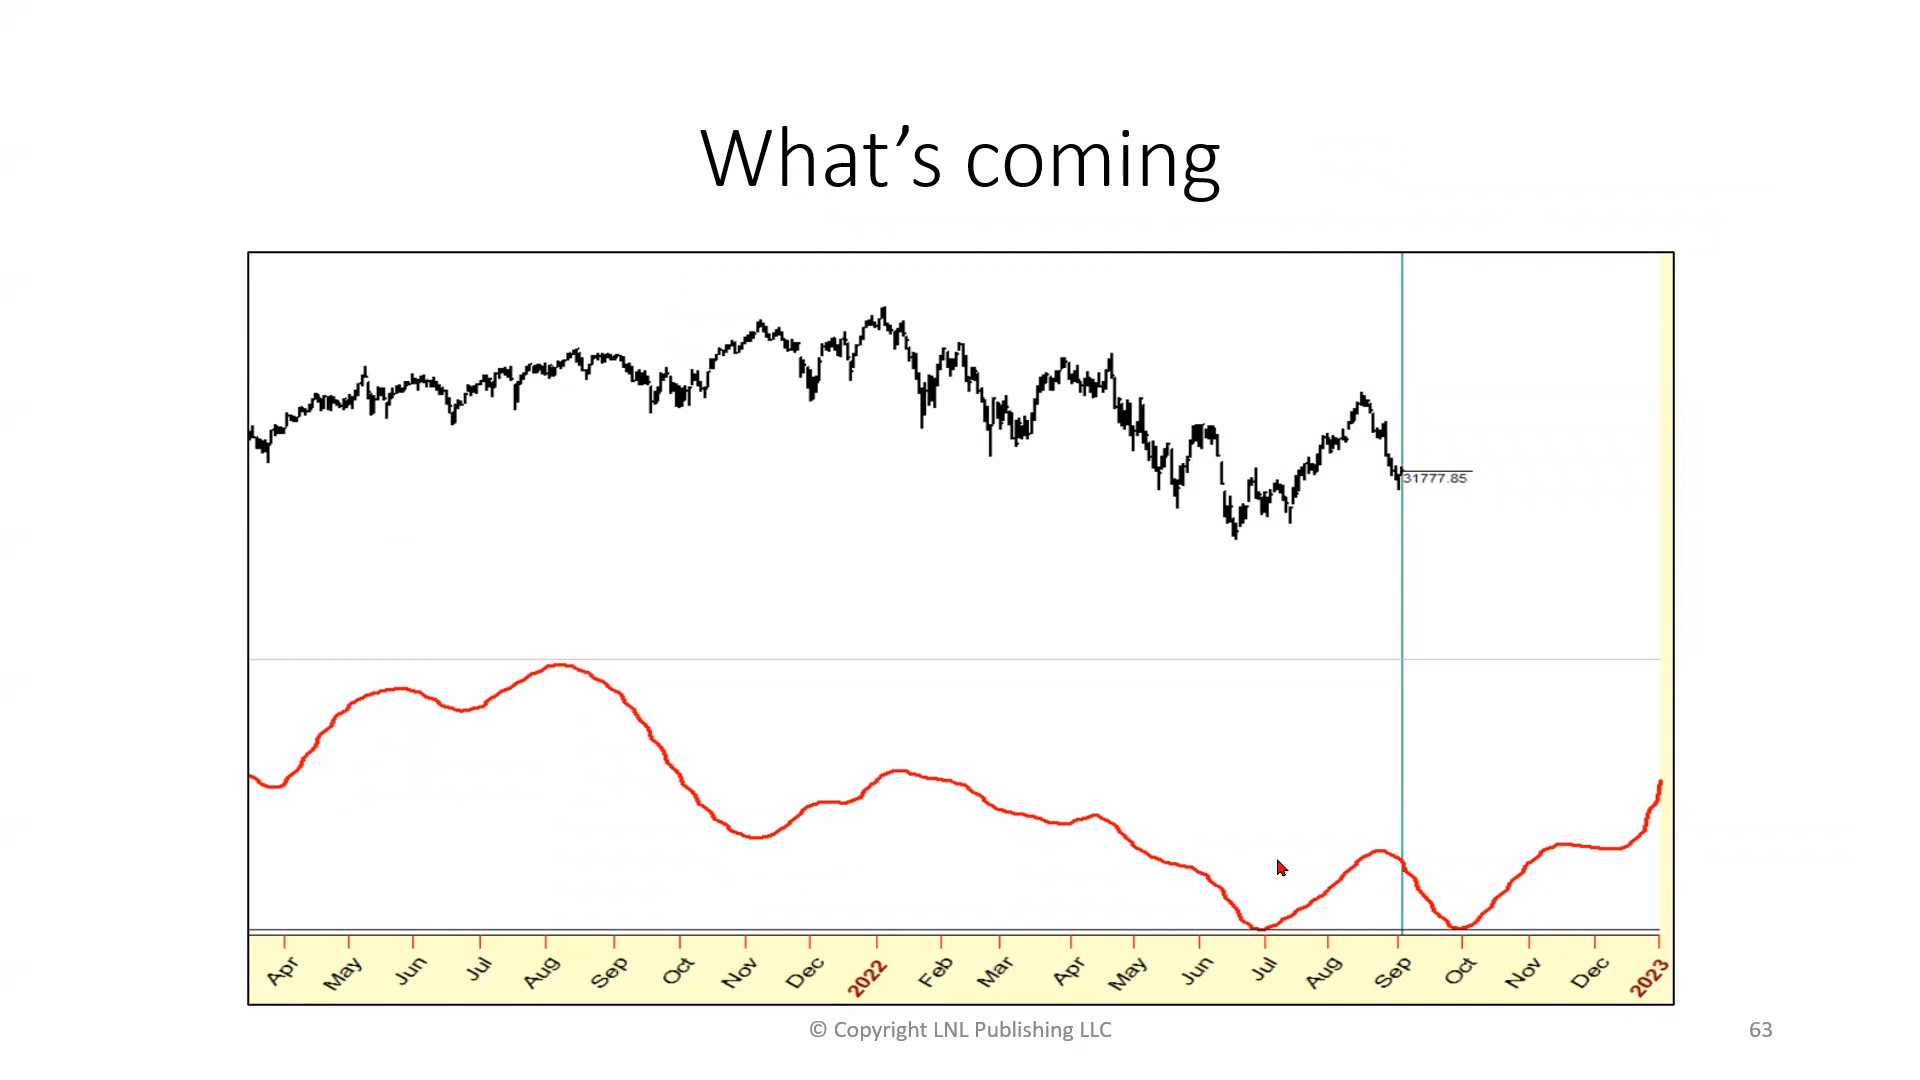 What’s coming
31777.85
Apr May Jun Jul Aug Sep Oct Nov Dec 2022 Feb Mar Apr May Jun Jul Aug Sep Oct Nov Dec 2023
© Copyright LNL Publishing LLC
63